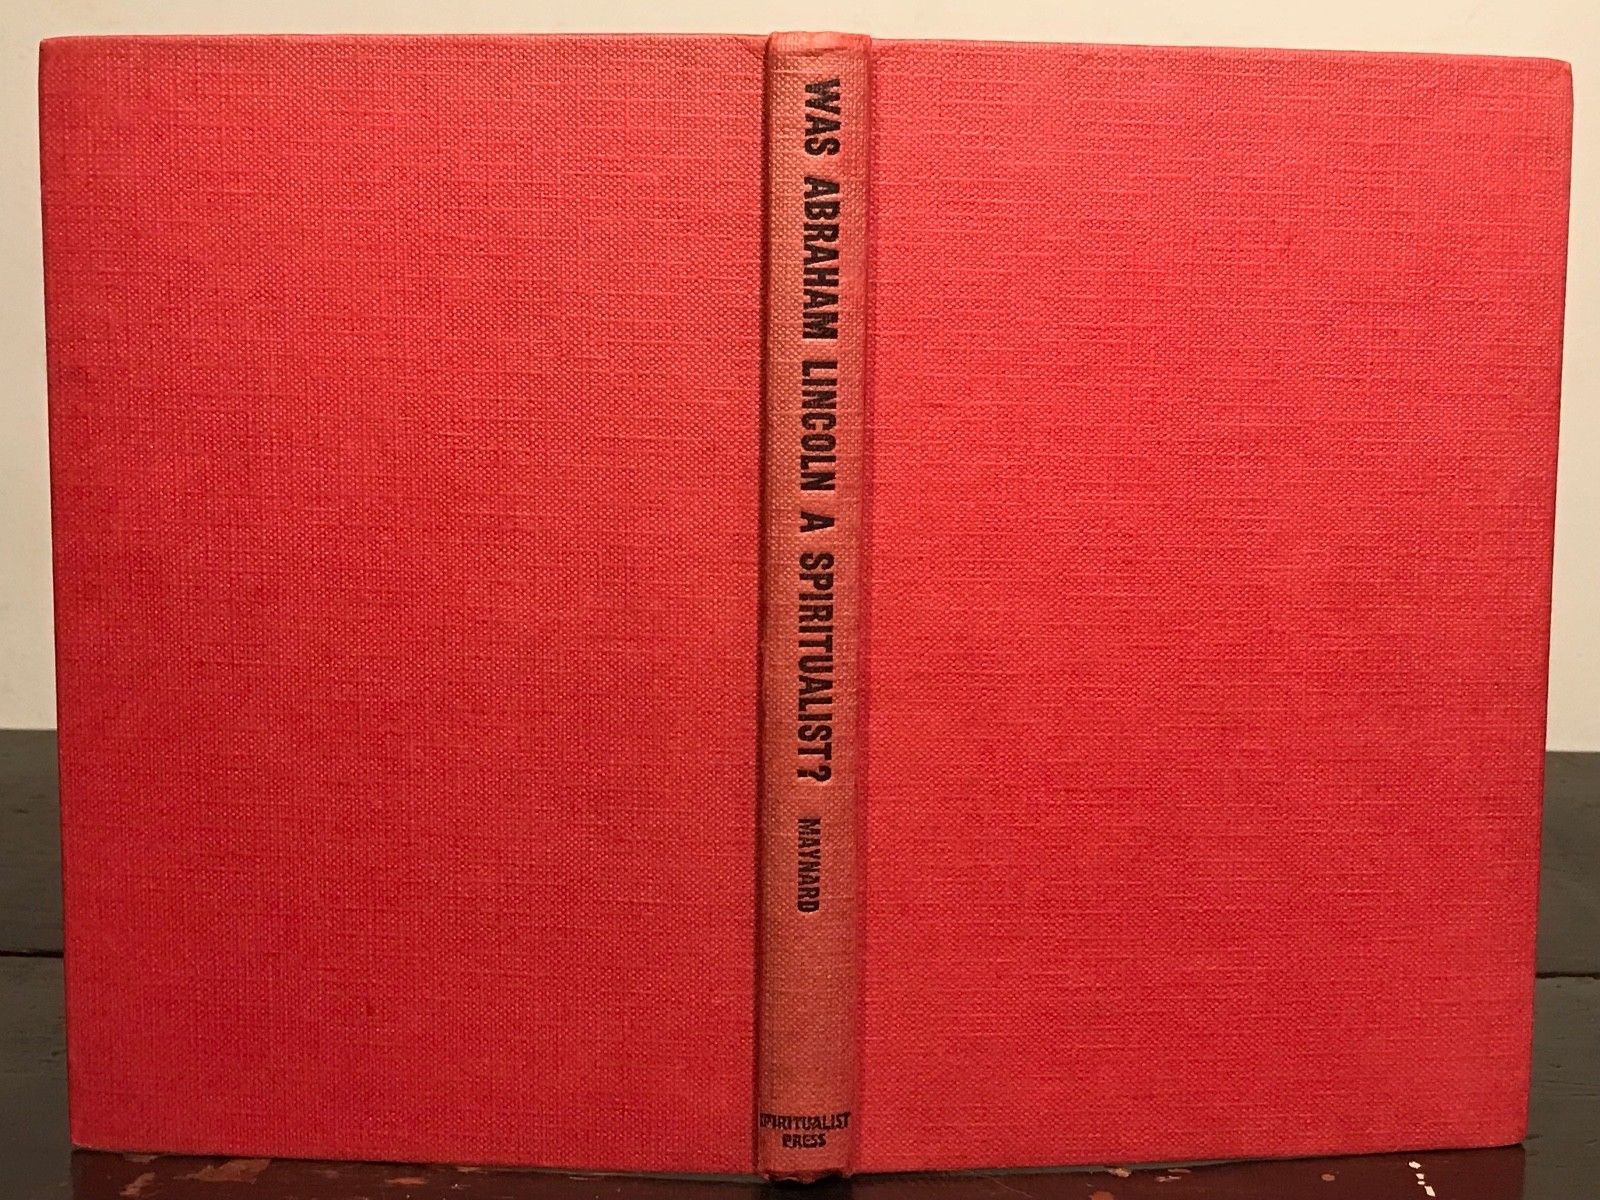 WAS ABRAHAM LINCOLN A SPIRITUALIST? MAYNARD
SPIRITUALIST
PRESS